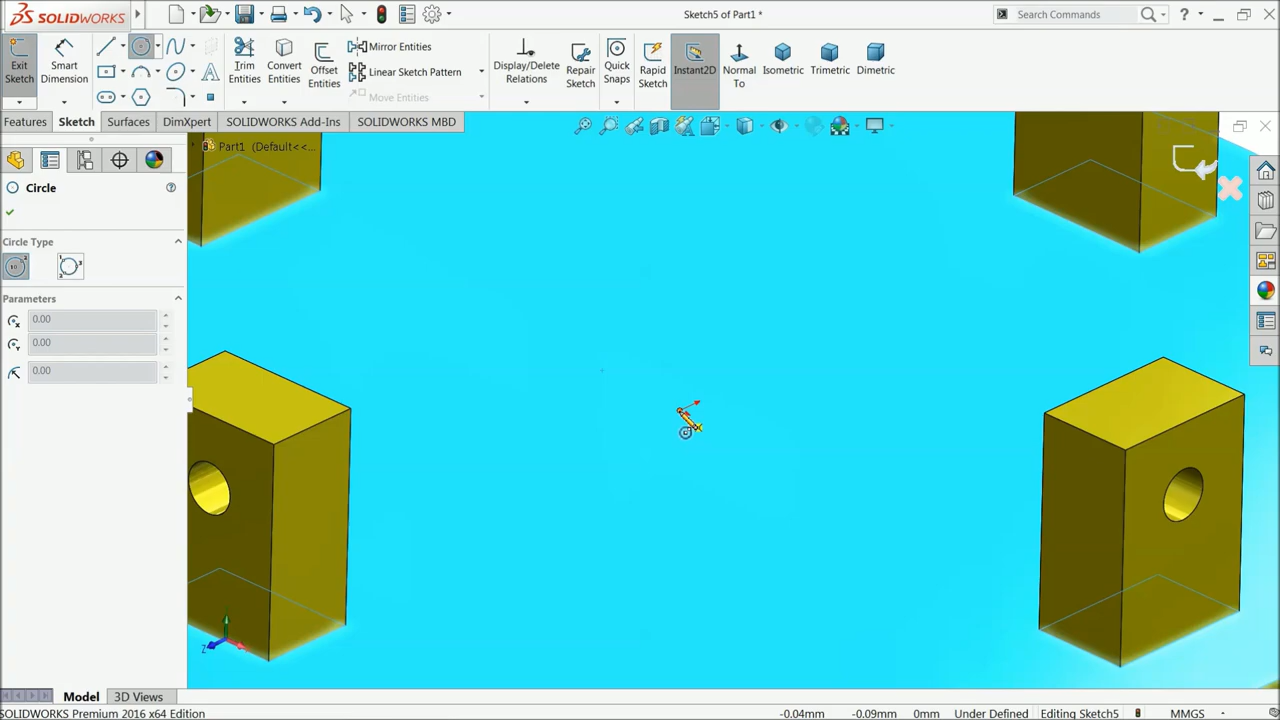 SOLIDWORKS
Sketch5 of Part1 *
Search Commands
Exit Sketch
Smart Dimension
Trim Entities
Convert Entities
Offset Entities
Mirror Entities
Linear Sketch Pattern
Move Entities
Display/Delete Relations
Repair Sketch
Quick Snaps
Rapid Sketch
Instant2D
Normal To
Isometric
Trimetric
Dimetric
Features
Sketch
Surfaces
DimXpert
SOLIDWORKS Add-Ins
SOLIDWORKS MBD
Part1 (Default<<...
Circle
Circle Type
Parameters
0.00
0.00
0.00
Z
Model
3D Views
SOLIDWORKS Premium 2016 x64 Edition
-0.04mm
-0.09mm
0mm
Under Defined
Editing Sketch5
MMGS